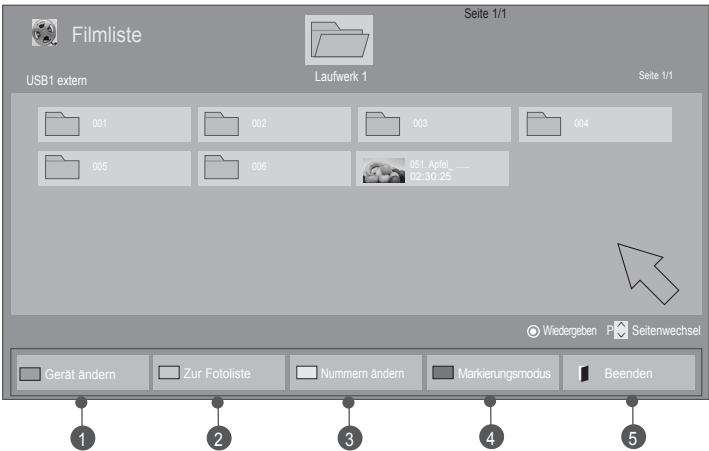 Seite 1/1
Filmliste
Laufwerk 1
USB1 extern
Seite 1/1
001
002
003
004
005
006
051. Apfel_ ......
02:30:25
Wiedergeben P Seitenwechsel
Gerät ändern
Zur Fotoliste
Nummern ändern
Markierungsmodus
Beenden
1
2
3
4
5